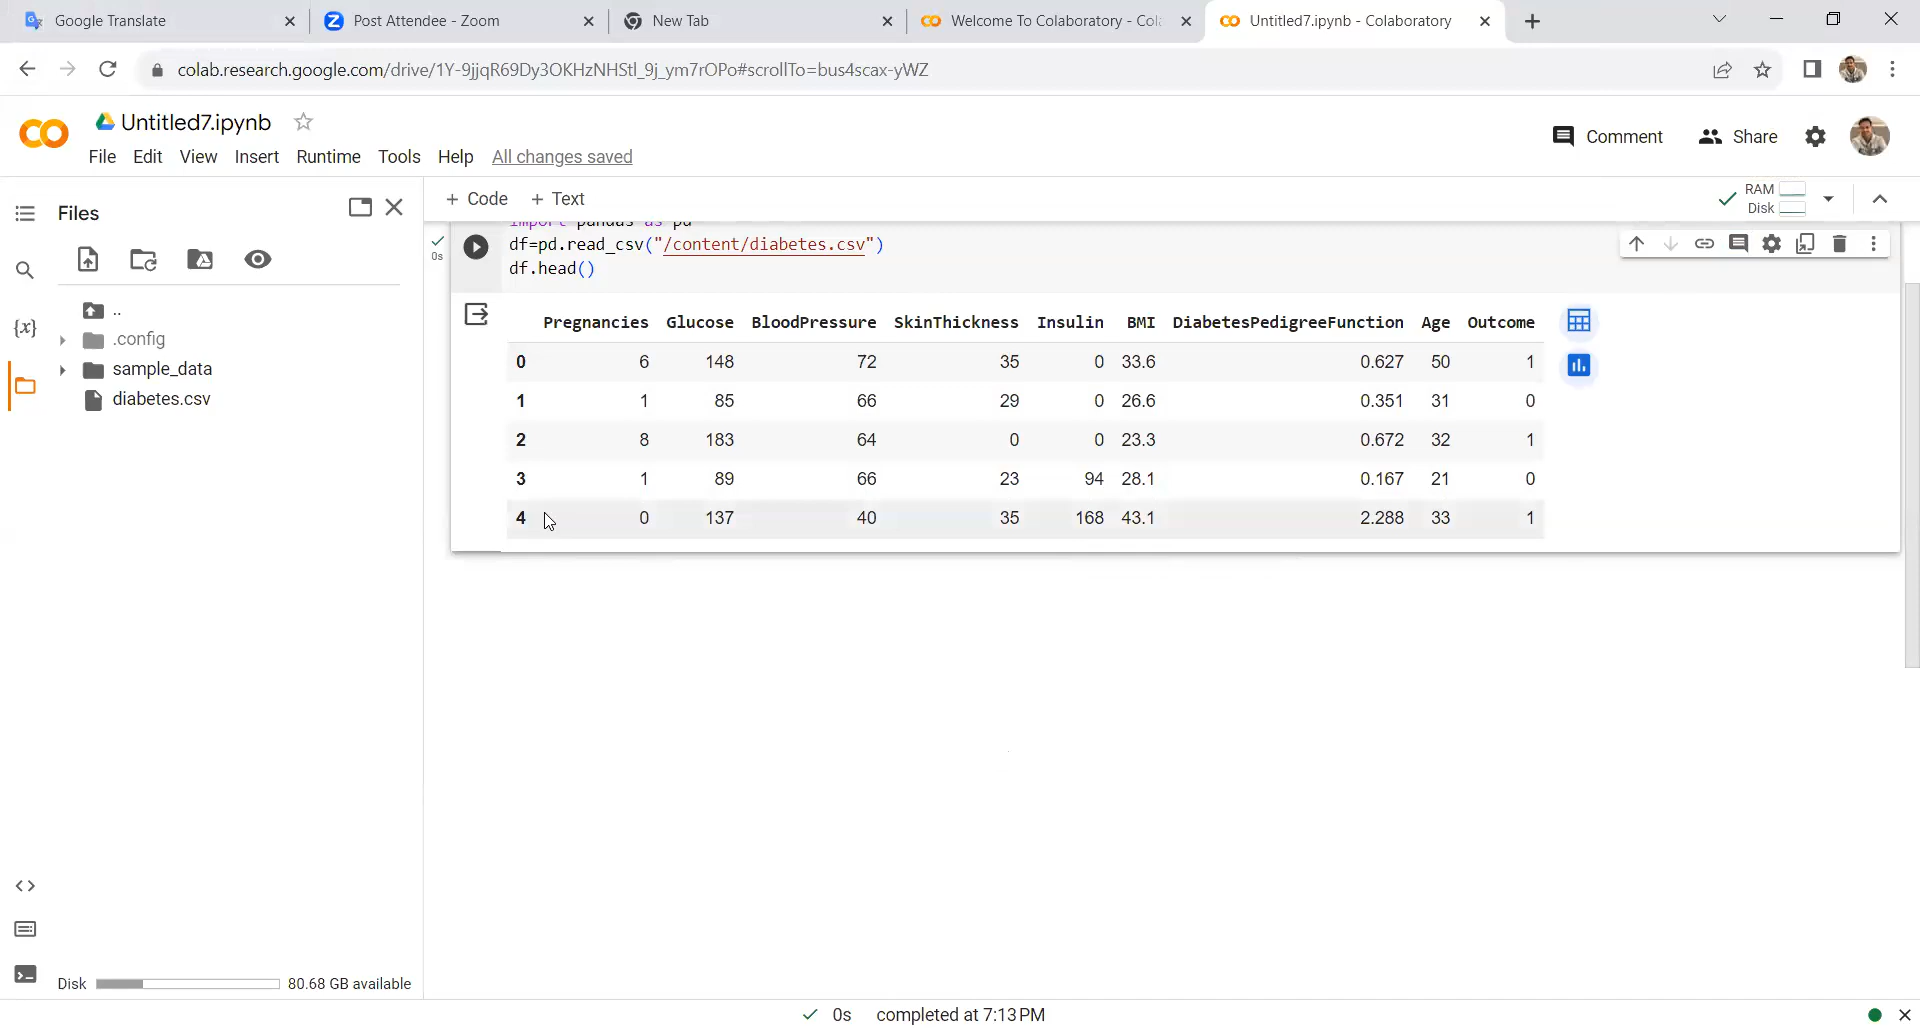 Google Translate
Post Attendee - Zoom
New Tab
Welcome To Colaboratory - Cola
Untitled7.ipynb - Colaboratory
colab.research.google.com/drive/1Y-9jjqR69Dy3OKHzNHStl_9j_ym7rOPo#scrollTo=bus4scax-yWZ
Untitled7.ipynb
Comment
Share
File Edit View Insert Runtime Tools Help All changes saved
Files
+ Code + Text
RAM
Disk
import pandas as pd
df=pd.read_csv("/content/diabetes.csv")
df.head()
0s
{x}
..
.config
sample_data
diabetes.csv
Pregnancies Glucose BloodPressure SkinThickness Insulin BMI DiabetesPedigreeFunction Age Outcome
0 6 148 72 35 0 33.6 0.627 50 1
1 1 85 66 29 0 26.6 0.351 31 0
2 8 183 64 0 0 23.3 0.672 32 1
3 1 89 66 23 94 28.1 0.167 21 0
4 0 137 40 35 168 43.1 2.288 33 1
Disk 80.68 GB available
0s completed at 7:13 PM